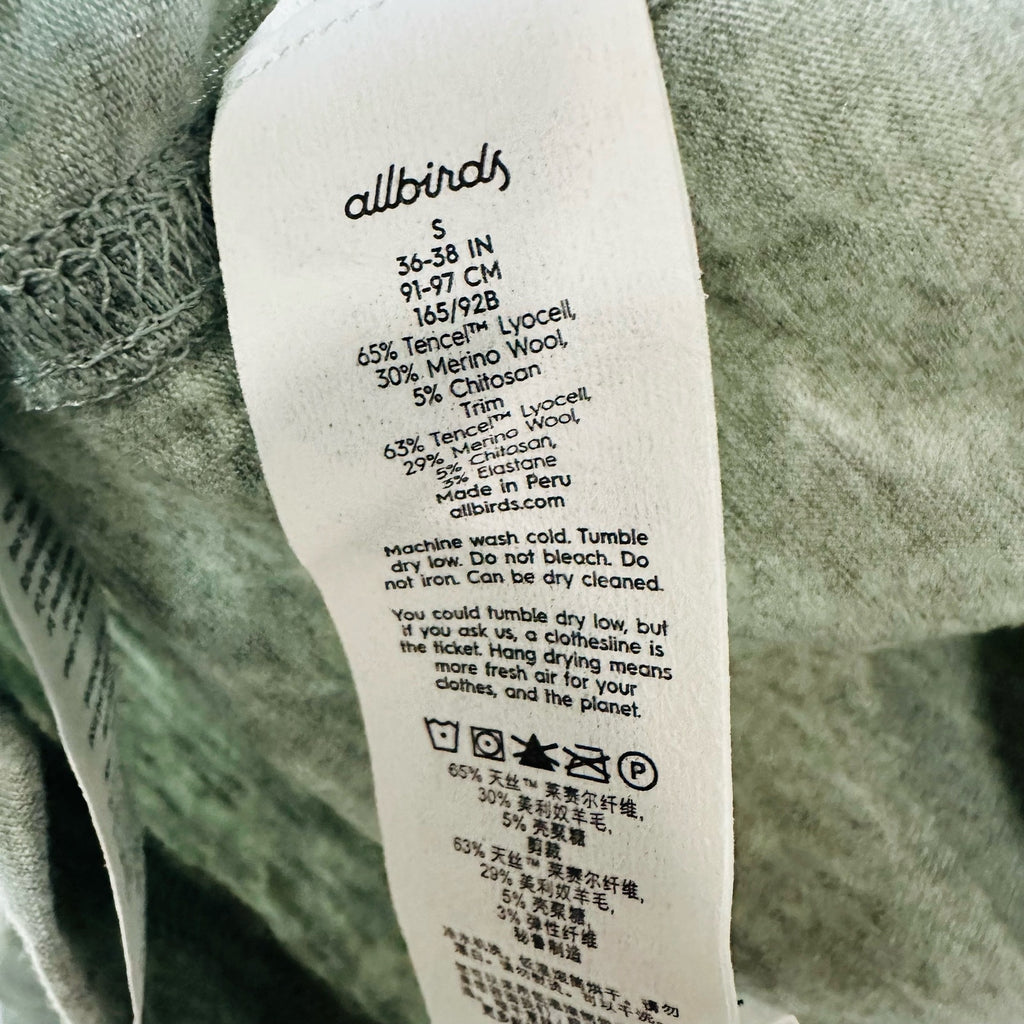 allbirds
S
36-38 IN
91-97 CM
165/92B
65% Tencel™ Lyocell,
30% Merino Wool,
5% Chitosan
Trim
63% Tencel™ Lyocell,
29% Merino Wool,
5% Chitosan,
3% Elastane
Made in Peru
allbirds.com
Machine wash cold. Tumble
dry low. Do not bleach. Do
not iron. Can be dry cleaned.
You could tumble dry low, but
if you ask us, a clothesline is
the ticket. Hang drying means
more fresh air for your
clothes, and the planet.
P
65% 天丝™ 莱赛尔纤维,
30% 美利奴羊毛,
5% 壳聚糖
剪裁
63% 天丝™ 莱赛尔纤维,
29% 美利奴羊毛,
5% 壳聚糖,
3% 弹性纤维
秘鲁制造